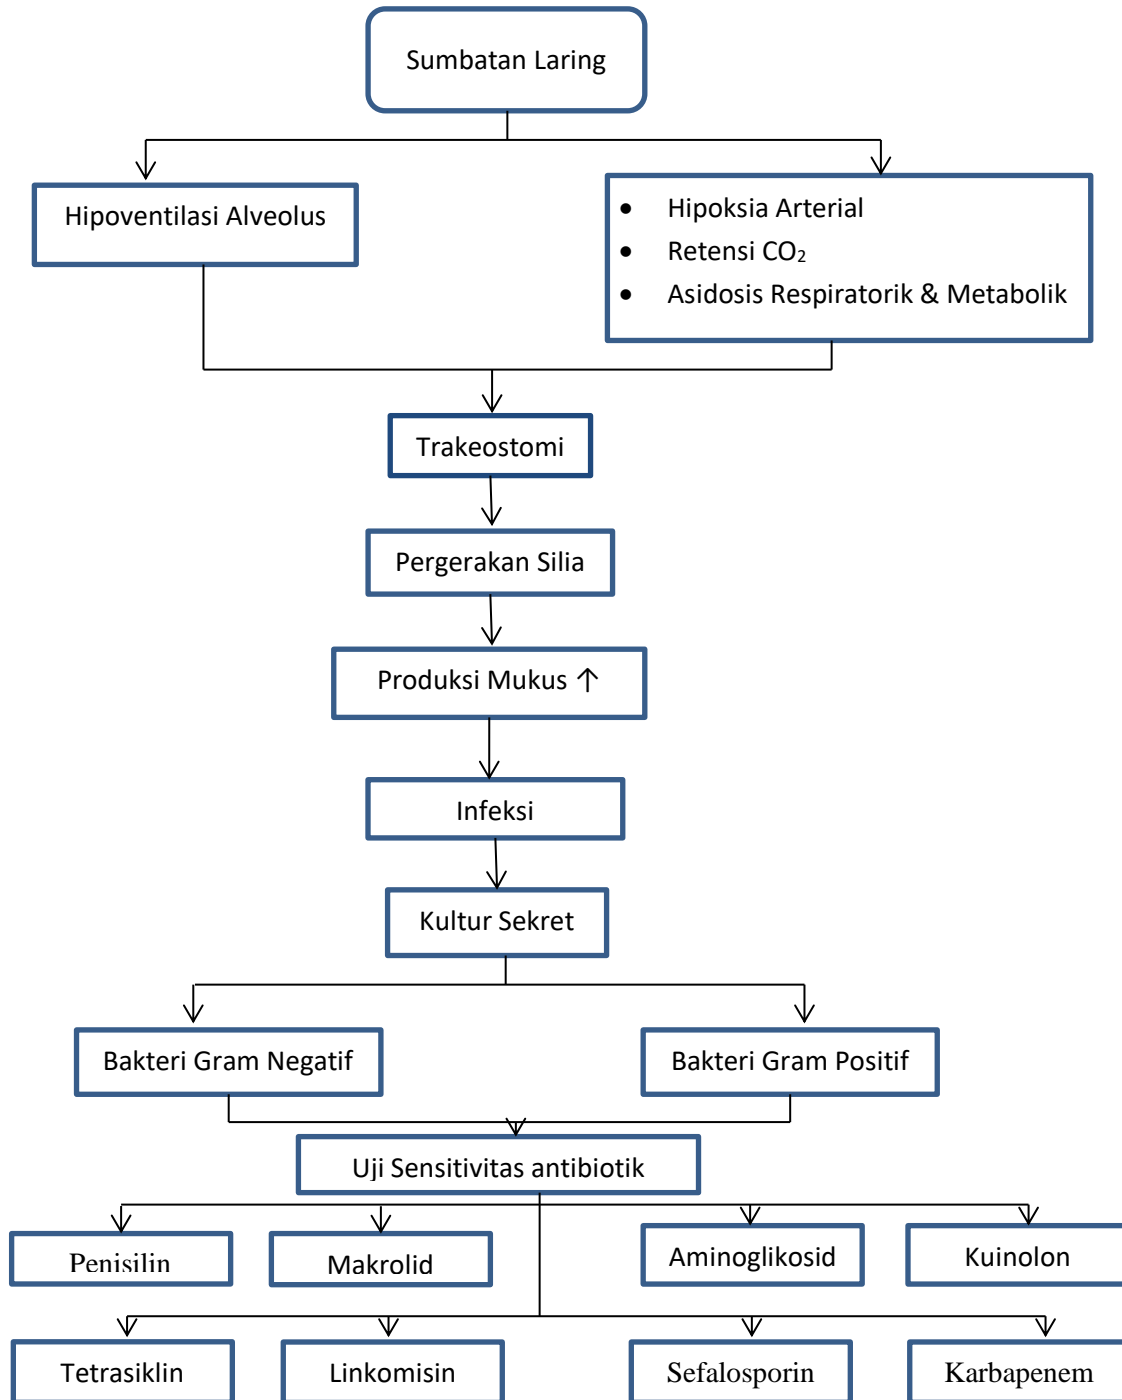 Sumbatan Laring
Hipoventilasi Alveolus
• Hipoksia Arterial
• Retensi CO₂
• Asidosis Respiratorik & Metabolik
Trakeostomi
Pergerakan Silia
Produksi Mukus ↑
Infeksi
Kultur Sekret
Bakteri Gram Negatif
Bakteri Gram Positif
Uji Sensitivitas antibiotik
Penisilin
Makrolid
Aminoglikosid
Kuinolon
Tetrasiklin
Linkomisin
Sefalosporin
Karbapenem